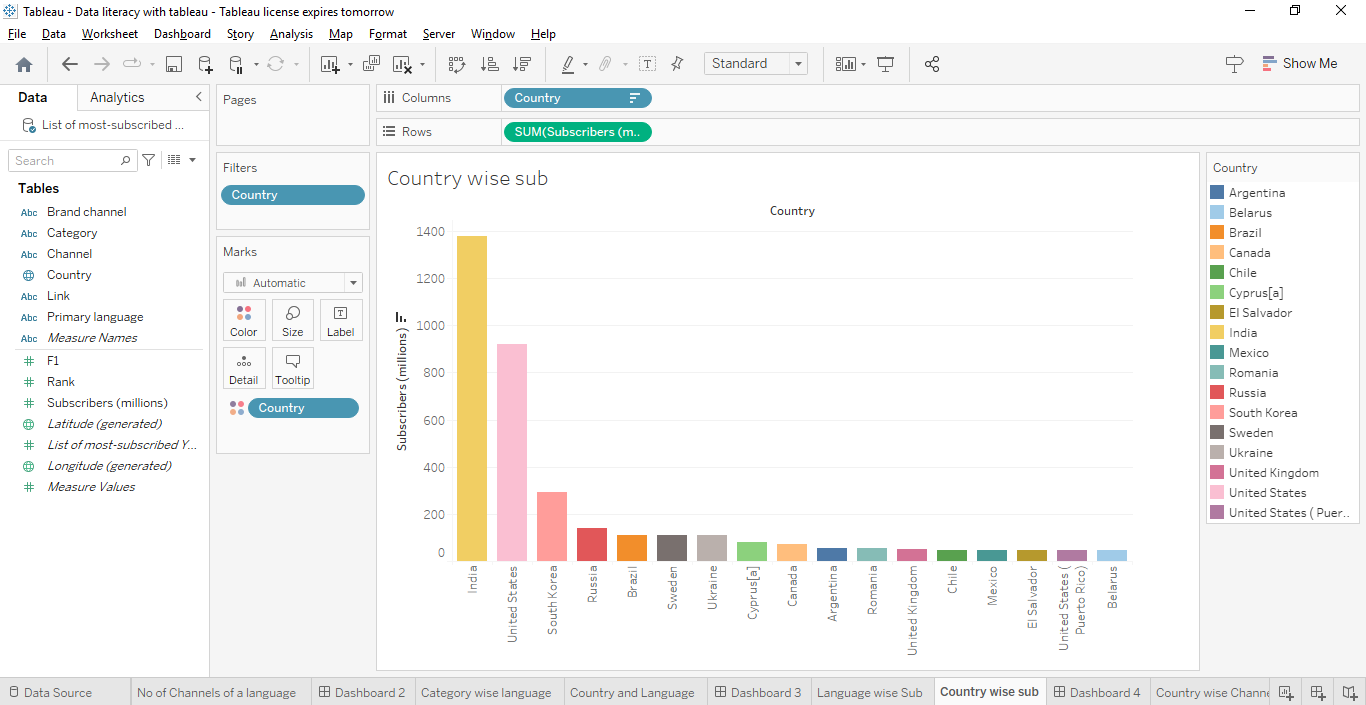 Tableau - Data literacy with tableau - Tableau license expires tomorrow
File Data Worksheet Dashboard Story Analysis Map Format Server Window Help
Standard
Show Me
Data
Analytics
List of most-subscribed ...
Search
Tables
Abc Brand channel
Abc Category
Abc Channel
Country
Abc Link
Abc Primary language
Abc Measure Names
# F1
# Rank
# Subscribers (millions)
Latitude (generated)
# List of most-subscribed Y...
Longitude (generated)
# Measure Values
Pages
Filters
Country
Marks
Automatic
Color
Size
Label
Detail
Tooltip
Country
Columns
Country
Rows
SUM(Subscribers (m..
Country wise sub
Country
Subscribers (millions)
1400
1200
1000
800
600
400
200
0
India
United States
South Korea
Russia
Brazil
Sweden
Ukraine
Cyprus[a]
Canada
Argentina
Romania
United Kingdom
Chile
Mexico
El Salvador
United States (
Puerto Rico)
Belarus
Country
Argentina
Belarus
Brazil
Canada
Chile
Cyprus[a]
El Salvador
India
Mexico
Romania
Russia
South Korea
Sweden
Ukraine
United Kingdom
United States
United States ( Puer..
Data Source
No of Channels of a language
Dashboard 2
Category wise language
Country and Language
Dashboard 3
Language wise Sub
Country wise sub
Dashboard 4
Country wise Channe